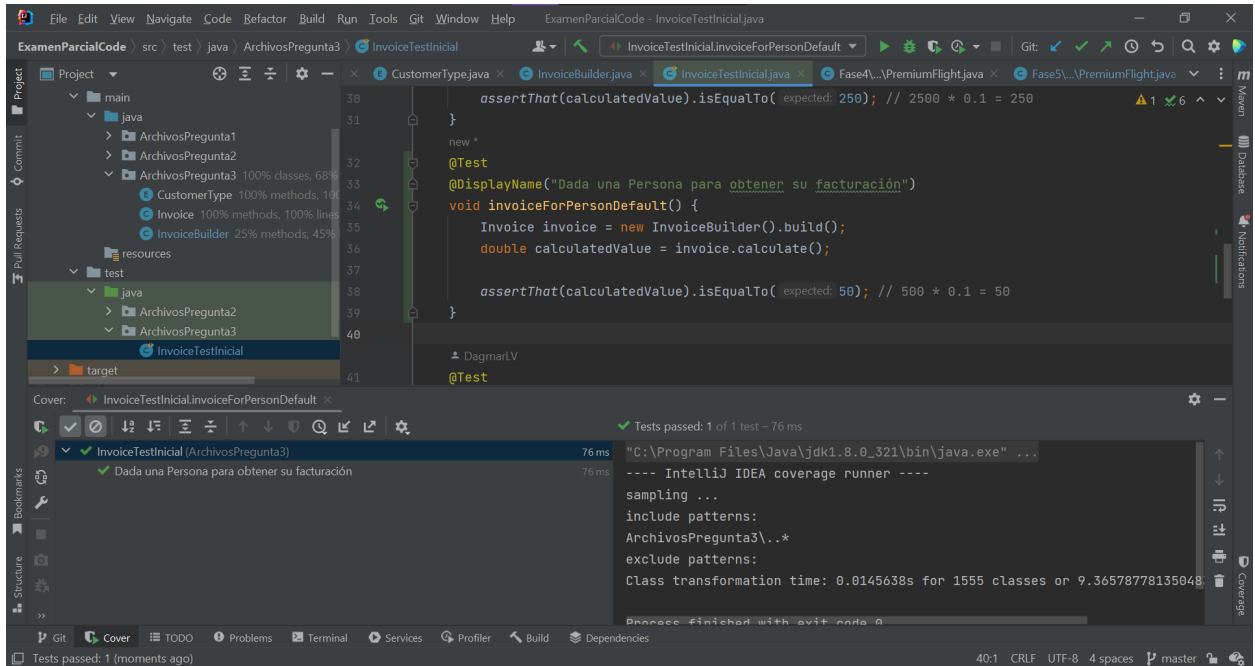 File Edit View Navigate Code Refactor Build Run Tools Git Window Help ExamenParcialCode - InvoiceTestInicial.java
ExamenParcialCode src test java ArchivosPregunta3 InvoiceTestInicial InvoiceTestInicial.invoiceForPersonDefault Git:
Project
CustomerType.java InvoiceBuilder.java InvoiceTestInicial.java Fase4\...\PremiumFlight.java Fase5\...\PremiumFlight.java
main
java
ArchivosPregunta1
ArchivosPregunta2
ArchivosPregunta3 100% classes, 68%
CustomerType 100% methods, 100
Invoice 100% methods, 100% lines
InvoiceBuilder 25% methods, 45%
resources
test
java
ArchivosPregunta2
ArchivosPregunta3
InvoiceTestInicial
target
30 assertThat(calculatedValue).isEqualTo( expected: 250); // 2500 * 0.1 = 250
1 6
31 }
new *
32 @Test
33 @DisplayName("Dada una Persona para obtener su facturación")
34 void invoiceForPersonDefault() {
35 Invoice invoice = new InvoiceBuilder().build();
36 double calculatedValue = invoice.calculate();
37
38 assertThat(calculatedValue).isEqualTo( expected: 50); // 500 * 0.1 = 50
39 }
40
DagmarLV
41 @Test
Project
Commit
Pull Requests
Bookmarks
Structure
m Maven
Database
Notifications
Coverage
Cover: InvoiceTestInicial.invoiceForPersonDefault
Tests passed: 1 of 1 test – 76 ms
InvoiceTestInicial (ArchivosPregunta3) 76 ms
Dada una Persona para obtener su facturación 76 ms
"C:\Program Files\Java\jdk1.8.0_321\bin\java.exe" ...
---- IntelliJ IDEA coverage runner ----
sampling ...
include patterns:
ArchivosPregunta3\..*
exclude patterns:
Class transformation time: 0.0145638s for 1555 classes or 9.36578778135048
Process finished with exit code 0
Git Cover TODO Problems Terminal Services Profiler Build Dependencies
Tests passed: 1 (moments ago) 40:1 CRLF UTF-8 4 spaces master